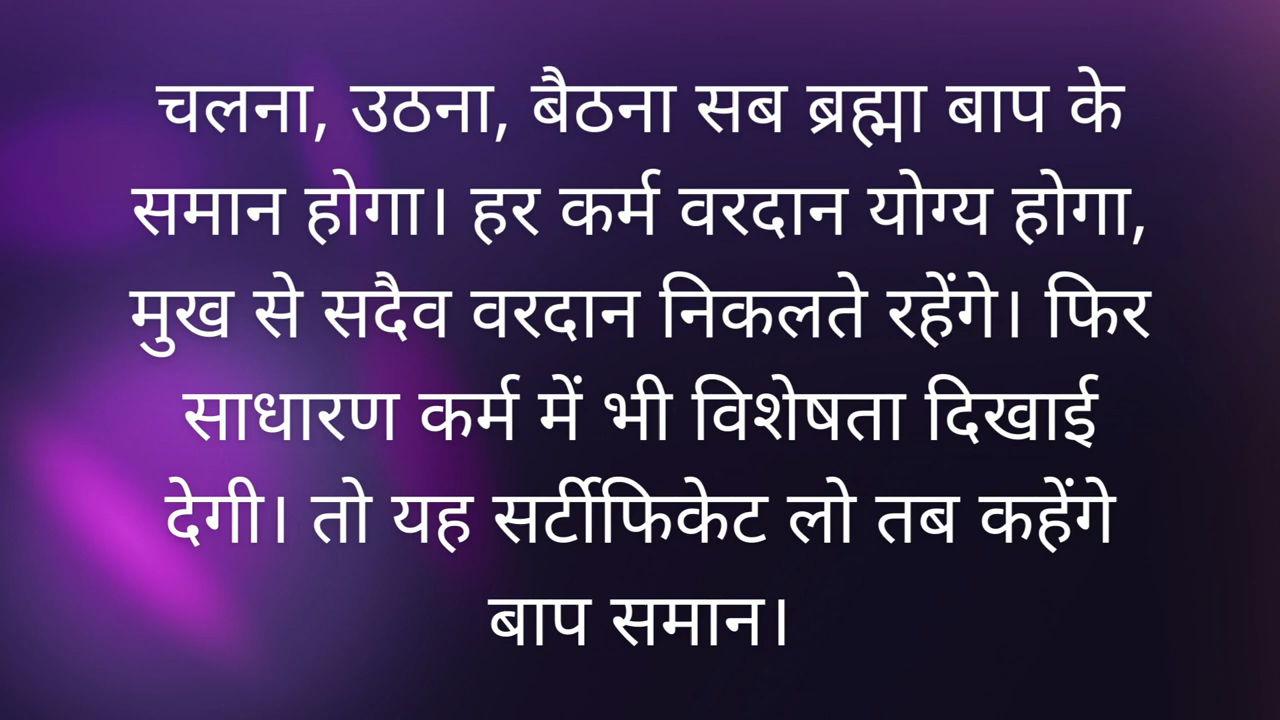 चलना, उठना, बैठना सब ब्रह्मा बाप के
समान होगा। हर कर्म वरदान योग्य होगा,
मुख से सदैव वरदान निकलते रहेंगे। फिर
साधारण कर्म में भी विशेषता दिखाई
देगी। तो यह सर्टीफिकेट लो तब कहेंगे
बाप समान।